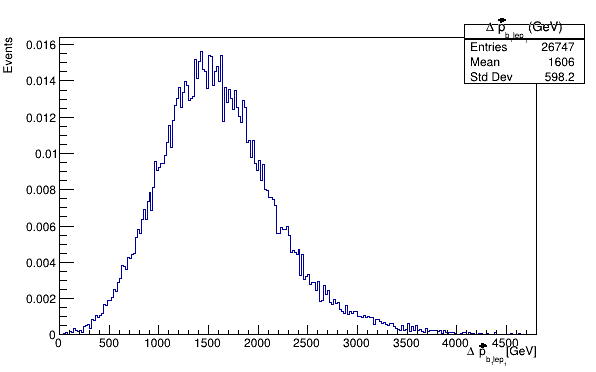 Δ p⃗_b,lep₁ (GeV)
Entries 26747
Mean 1606
Std Dev 598.2
Events
0.016
0.014
0.012
0.01
0.008
0.006
0.004
0.002
0
0 500 1000 1500 2000 2500 3000 3500 4000 4500
Δ p⃗_b,lep₁ [GeV]